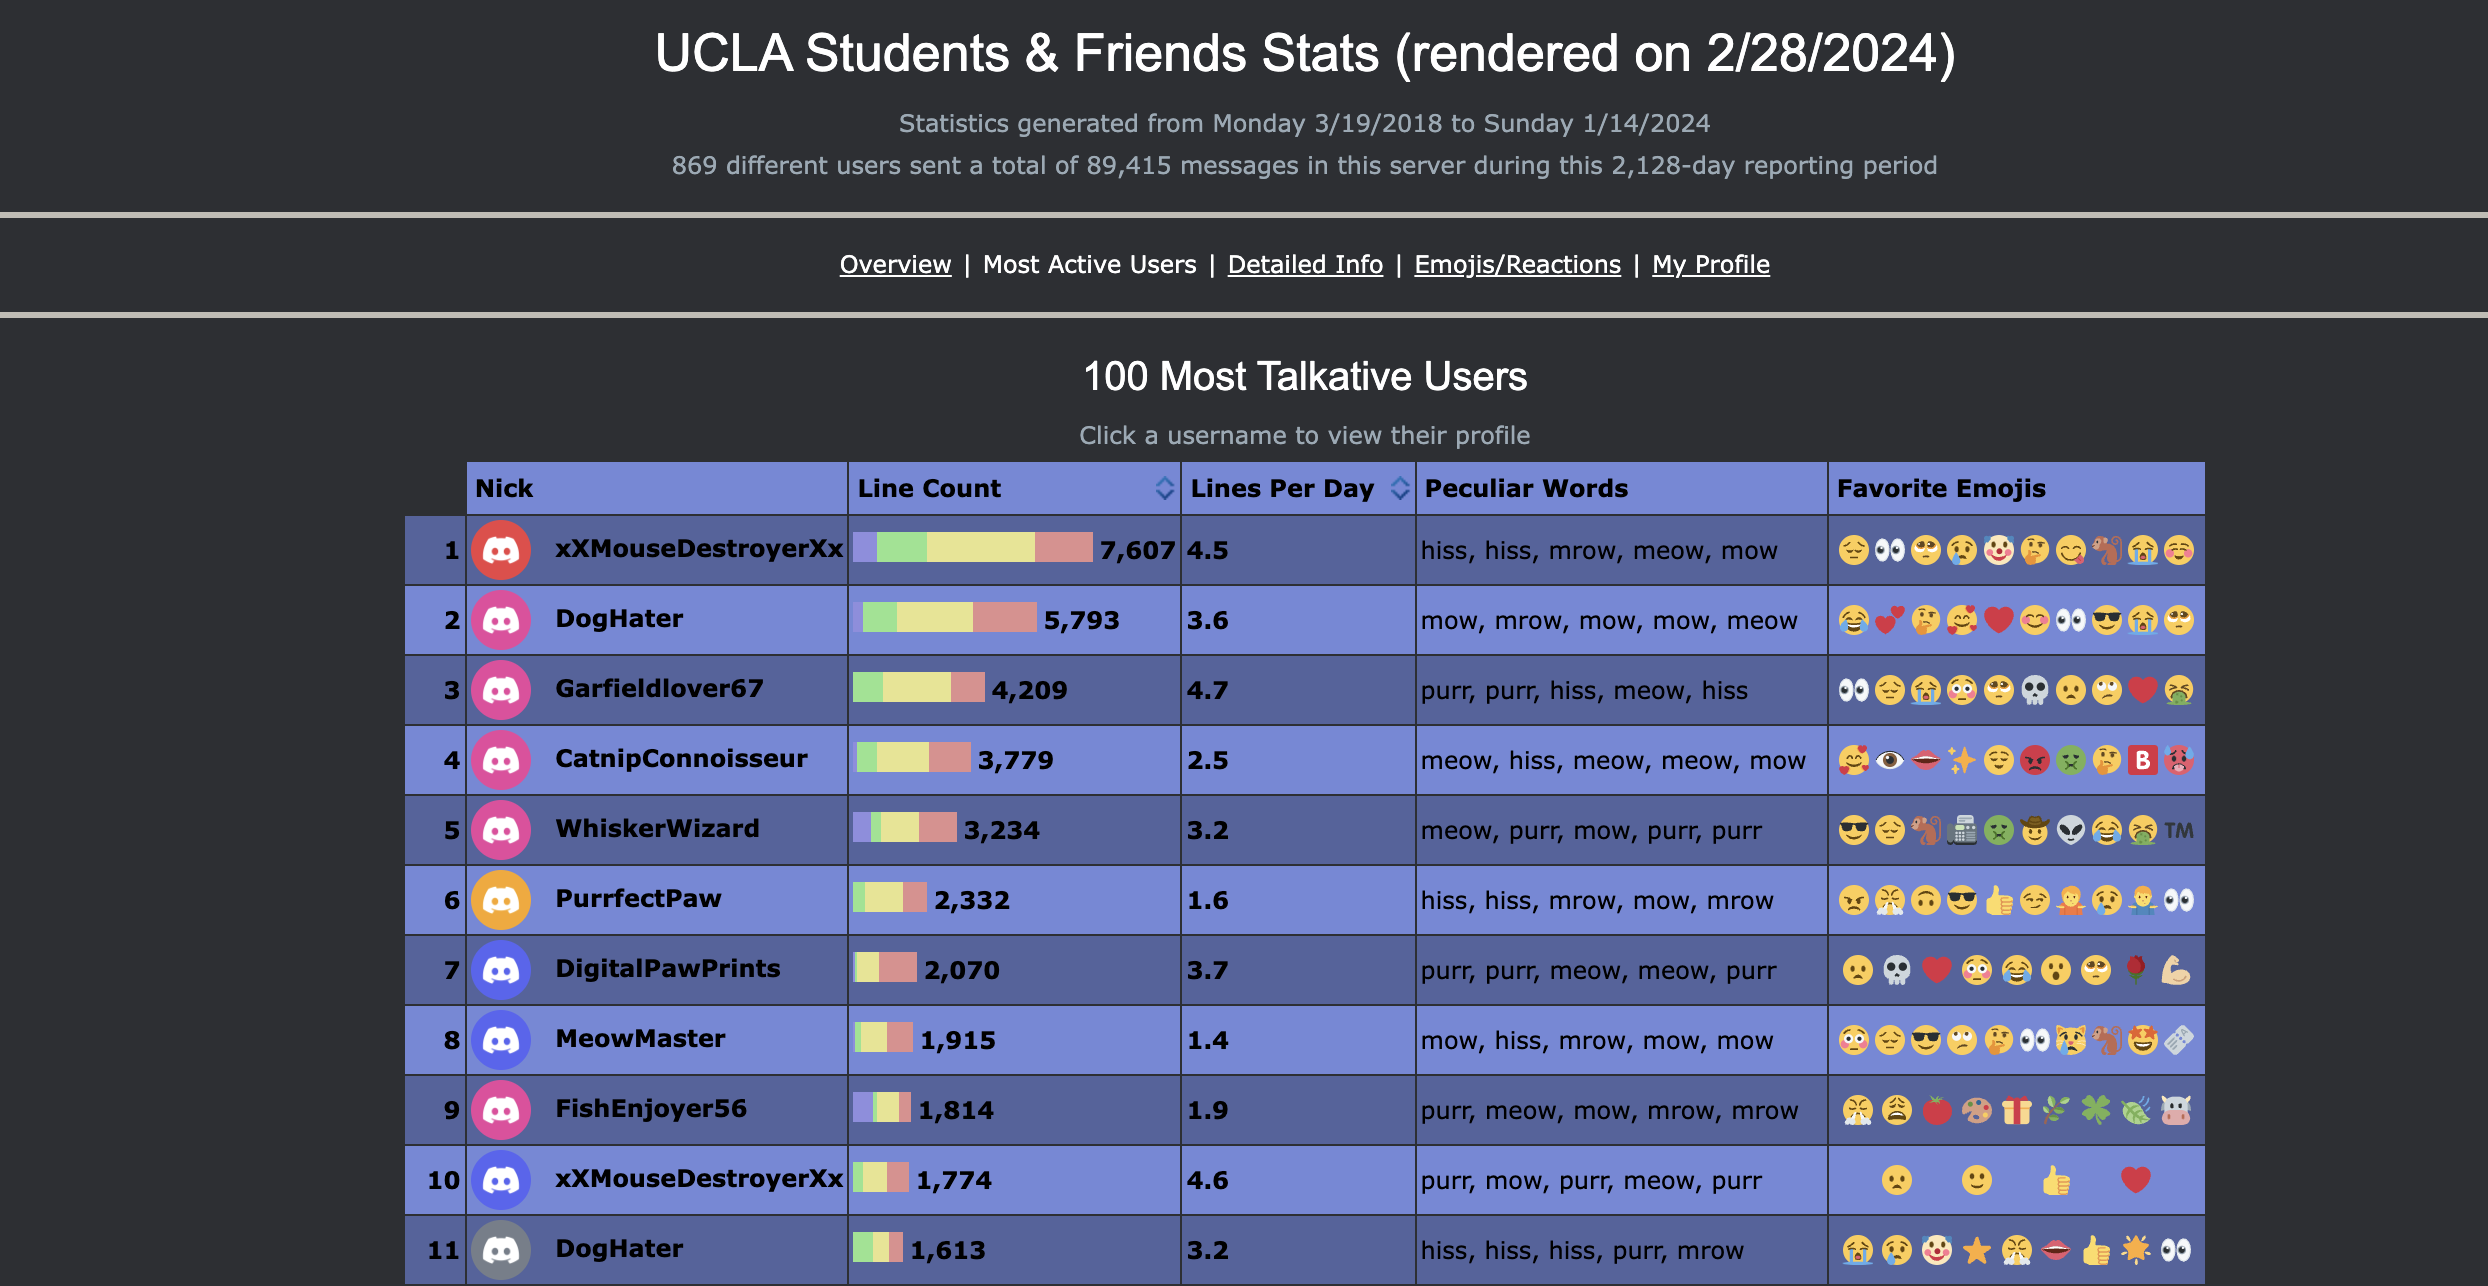 UCLA Students & Friends Stats (rendered on 2/28/2024)
Statistics generated from Monday 3/19/2018 to Sunday 1/14/2024
869 different users sent a total of 89,415 messages in this server during this 2,128-day reporting period
Overview | Most Active Users | Detailed Info | Emojis/Reactions | My Profile
100 Most Talkative Users
Click a username to view their profile
Nick Line Count Lines Per Day Peculiar Words Favorite Emojis
1 xXMouseDestroyerXx 7,607 4.5 hiss, hiss, mrow, meow, mow
2 DogHater 5,793 3.6 mow, mrow, mow, mow, meow
3 Garfieldlover67 4,209 4.7 purr, purr, hiss, meow, hiss
4 CatnipConnoisseur 3,779 2.5 meow, hiss, meow, meow, mow B
5 WhiskerWizard 3,234 3.2 meow, purr, mow, purr, purr TM
6 PurrfectPaw 2,332 1.6 hiss, hiss, mrow, mow, mrow
7 DigitalPawPrints 2,070 3.7 purr, purr, meow, meow, purr
8 MeowMaster 1,915 1.4 mow, hiss, mrow, mow, mow
9 FishEnjoyer56 1,814 1.9 purr, meow, mow, mrow, mrow
10 xXMouseDestroyerXx 1,774 4.6 purr, mow, purr, meow, purr
11 DogHater 1,613 3.2 hiss, hiss, hiss, purr, mrow